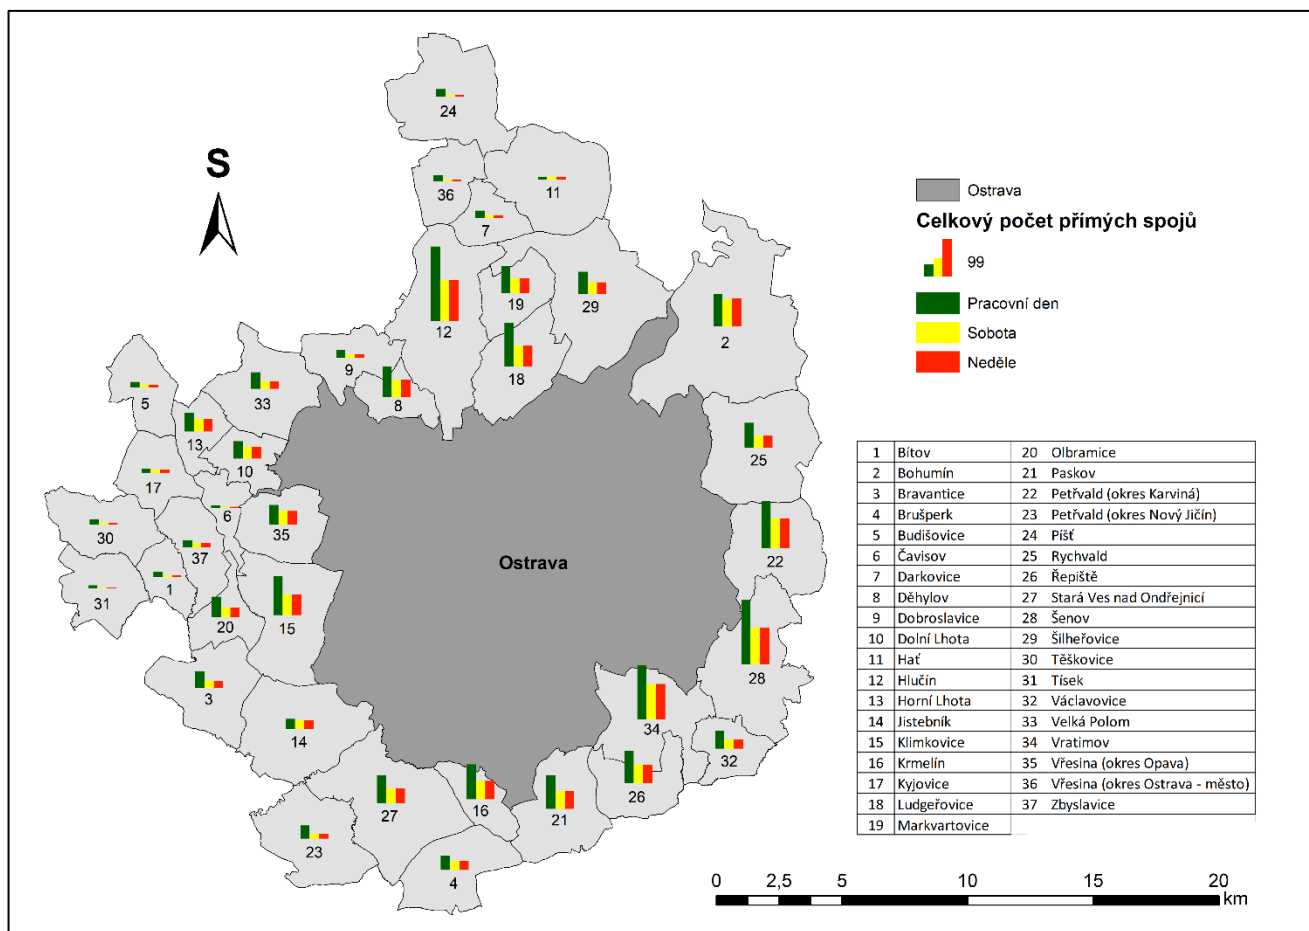 S
24
36
11
7
12
19
29
2
18
9
8
5
33
13
10
17
6
35
25
30
37
22
Ostrava
1
31
20
15
28
3
34
14
32
27
16
21
26
23
4
Ostrava
Celkový počet přímých spojů
99
Pracovní den
Sobota
Neděle
1 Bítov 20 Olbramice
2 Bohumín 21 Paskov
3 Bravantice 22 Petřvald (okres Karviná)
4 Brušperk 23 Petřvald (okres Nový Jičín)
5 Budišovice 24 Píšť
6 Čavisov 25 Rychvald
7 Darkovice 26 Řepiště
8 Děhylov 27 Stará Ves nad Ondřejnicí
9 Dobroslavice 28 Šenov
10 Dolní Lhota 29 Šilheřovice
11 Hať 30 Těškovice
12 Hlučín 31 Tísek
13 Horní Lhota 32 Václavovice
14 Jistebník 33 Velká Polom
15 Klimkovice 34 Vratimov
16 Krmelín 35 Vřesina (okres Opava)
17 Kyjovice 36 Vřesina (okres Ostrava - město)
18 Ludgeřovice 37 Zbyslavice
19 Markvartovice
0 2,5 5 10 15 20
km